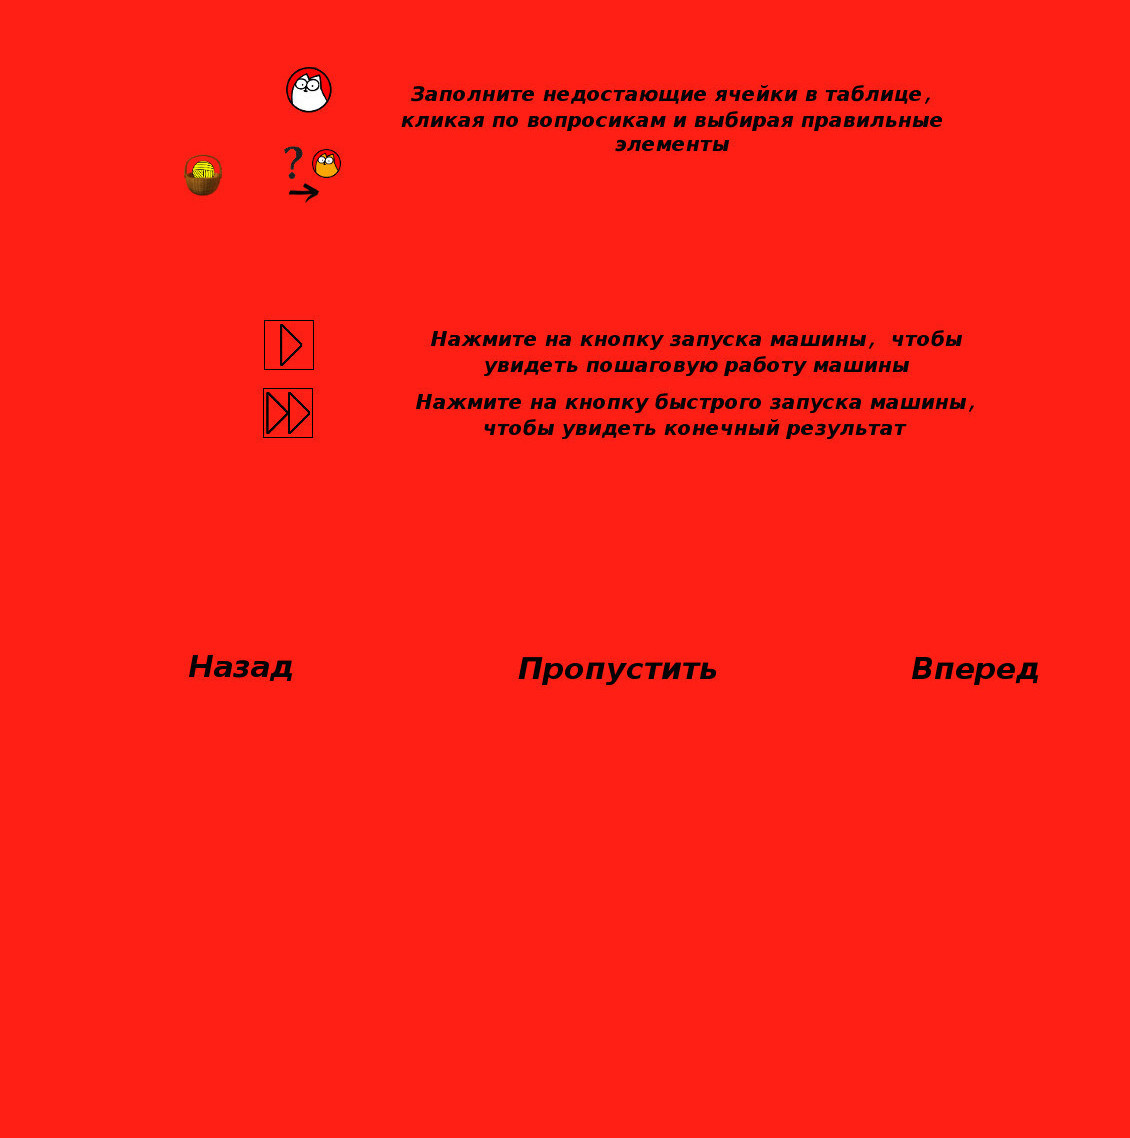 Заполните недостающие ячейки в таблице,
кликая по вопросикам и выбирая правильные
элементы
?
Нажмите на кнопку запуска машины, чтобы
увидеть пошаговую работу машины
Нажмите на кнопку быстрого запуска машины,
чтобы увидеть конечный результат
Назад
Пропустить
Вперед